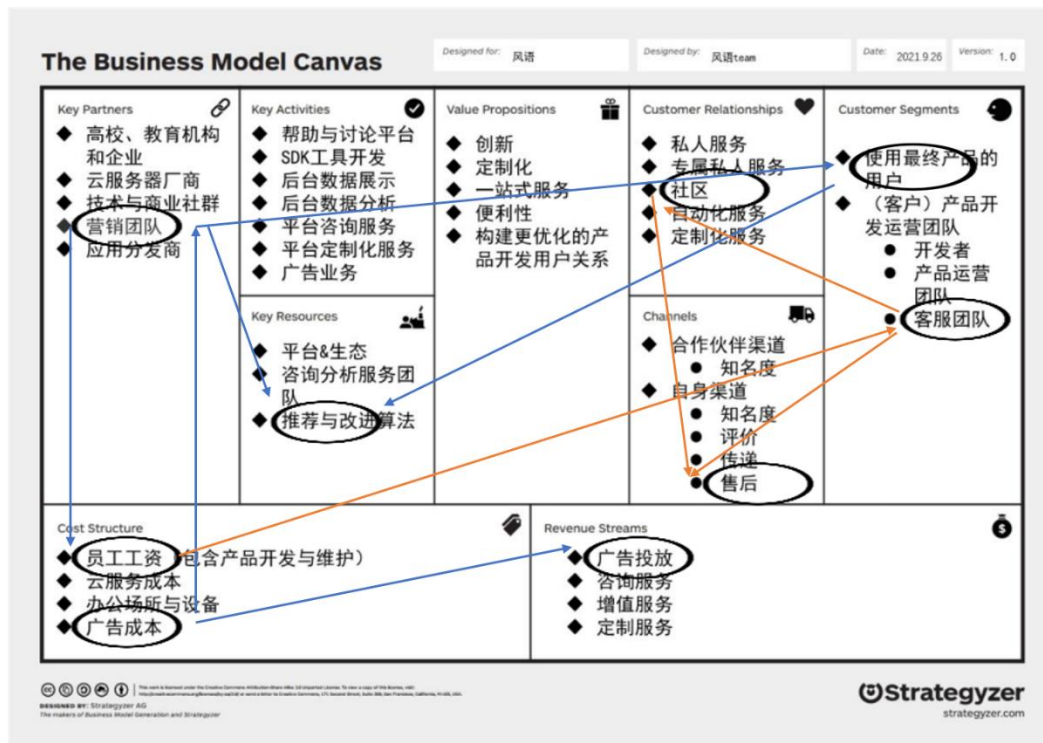 The Business Model Canvas
Designed for:
风语
Designed by:
风语team
Date:
2021.9.26
Version:
1.0
Key Partners
高校、教育机构
和企业
云服务器厂商
技术与商业社群
营销团队
应用分发商
Key Activities
帮助与讨论平台
SDK工具开发
后台数据展示
后台数据分析
平台咨询服务
平台定制化服务
广告业务
Key Resources
平台&生态
咨询分析服务团
队
推荐与改进算法
Value Propositions
创新
定制化
一站式服务
便利性
构建更优化的产
品开发用户关系
Customer Relationships
私人服务
专属私人服务
社区
自动化服务
定制化服务
Channels
合作伙伴渠道
知名度
自身渠道
知名度
评价
传递
售后
Customer Segments
使用最终产品的
用户
（客户）产品开
发运营团队
开发者
产品运营
团队
客服团队
Cost Structure
员工工资（包含产品开发与维护）
云服务成本
办公场所与设备
广告成本
Revenue Streams
广告投放
咨询服务
增值服务
定制服务
DESIGNED BY: Strategyzer AG
The makers of Business Model Generation and Strategyzer
Strategyzer
strategyzer.com